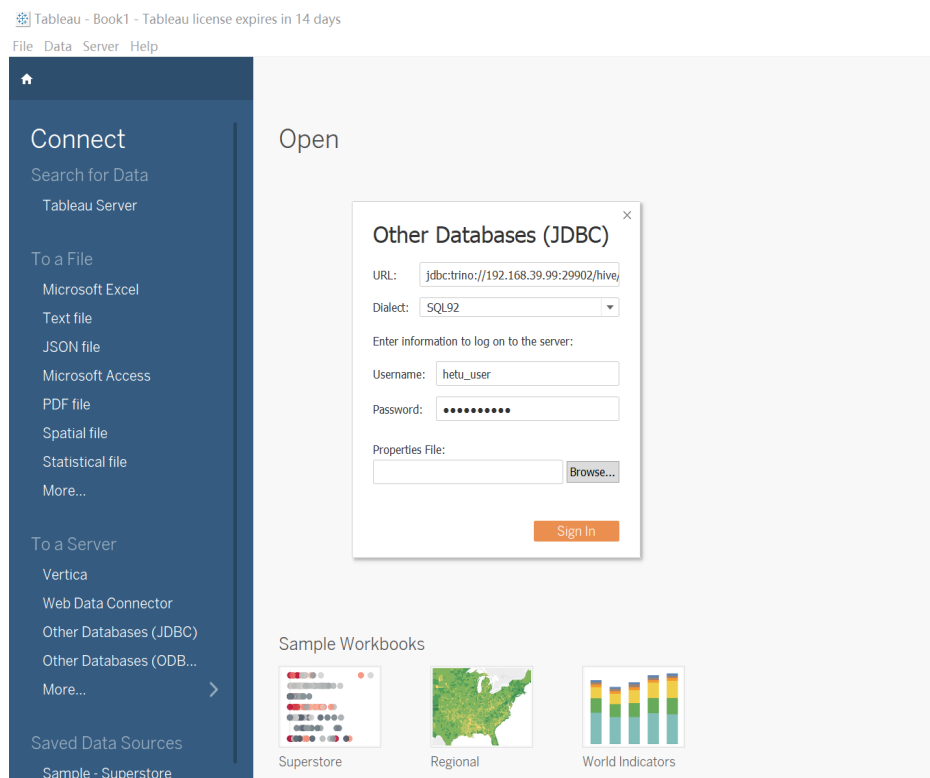 Tableau - Book1 - Tableau license expires in 14 days
File Data Server Help
Connect
Search for Data
Tableau Server
To a File
Microsoft Excel
Text file
JSON file
Microsoft Access
PDF file
Spatial file
Statistical file
More...
To a Server
Vertica
Web Data Connector
Other Databases (JDBC)
Other Databases (ODB...
More...
Saved Data Sources
Sample - Superstore
Open
Other Databases (JDBC)
URL: jdbc:trino://192.168.39.99:29902/hive/
Dialect: SQL92
Enter information to log on to the server:
Username: hetu_user
Password: ●●●●●●●●●●
Properties File:
Browse...
Sign In
Sample Workbooks
Superstore Regional World Indicators